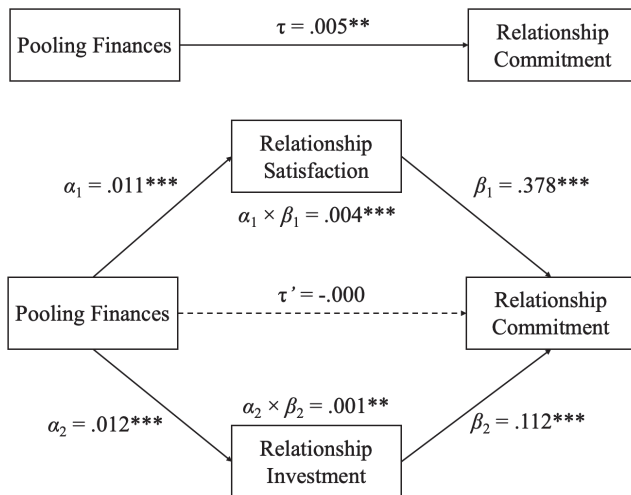 τ = .005**
Pooling Finances
Relationship
Commitment
Relationship
Satisfaction
α₁ = .011***
β₁ = .378***
α₁ × β₁ = .004***
τ’ = -.000
Pooling Finances
Relationship
Commitment
α₂ × β₂ = .001**
α₂ = .012***
β₂ = .112***
Relationship
Investment